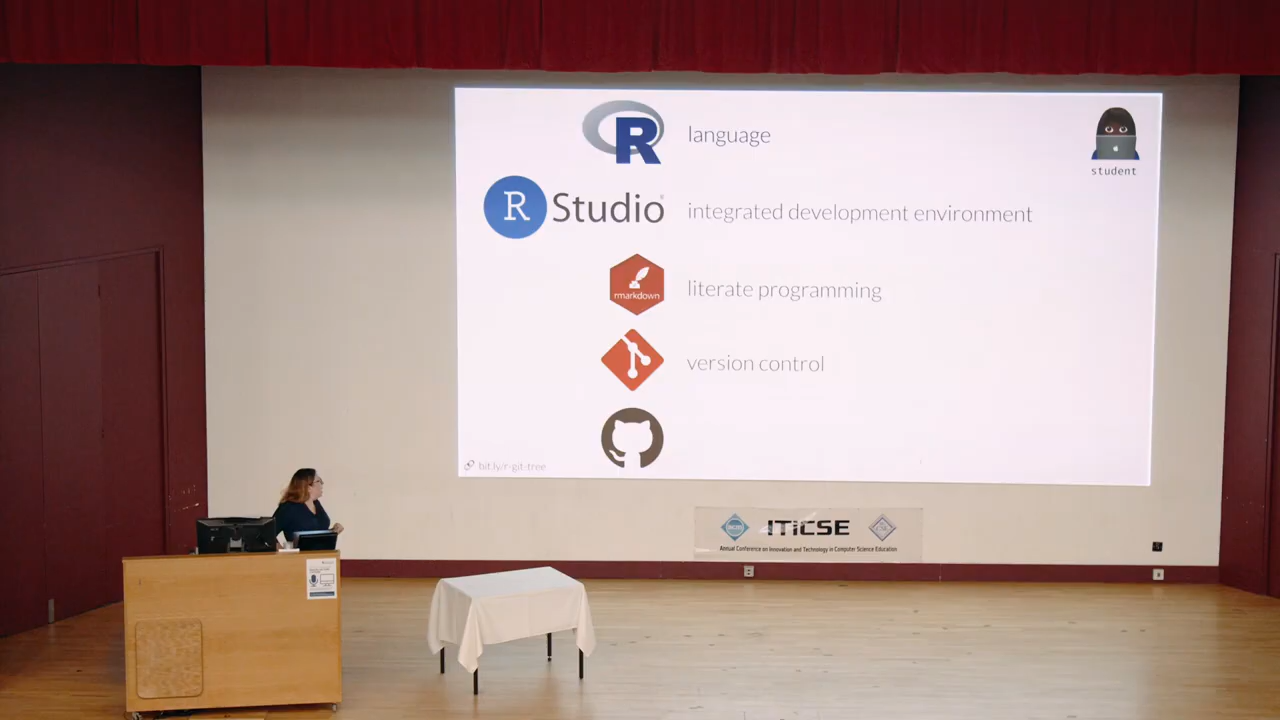 R language
student
R Studio® integrated development environment
rmarkdown literate programming
version control
bit.ly/r-git-tree
ITiCSE
Annual Conference on Innovation and Technology in Computer Science Education